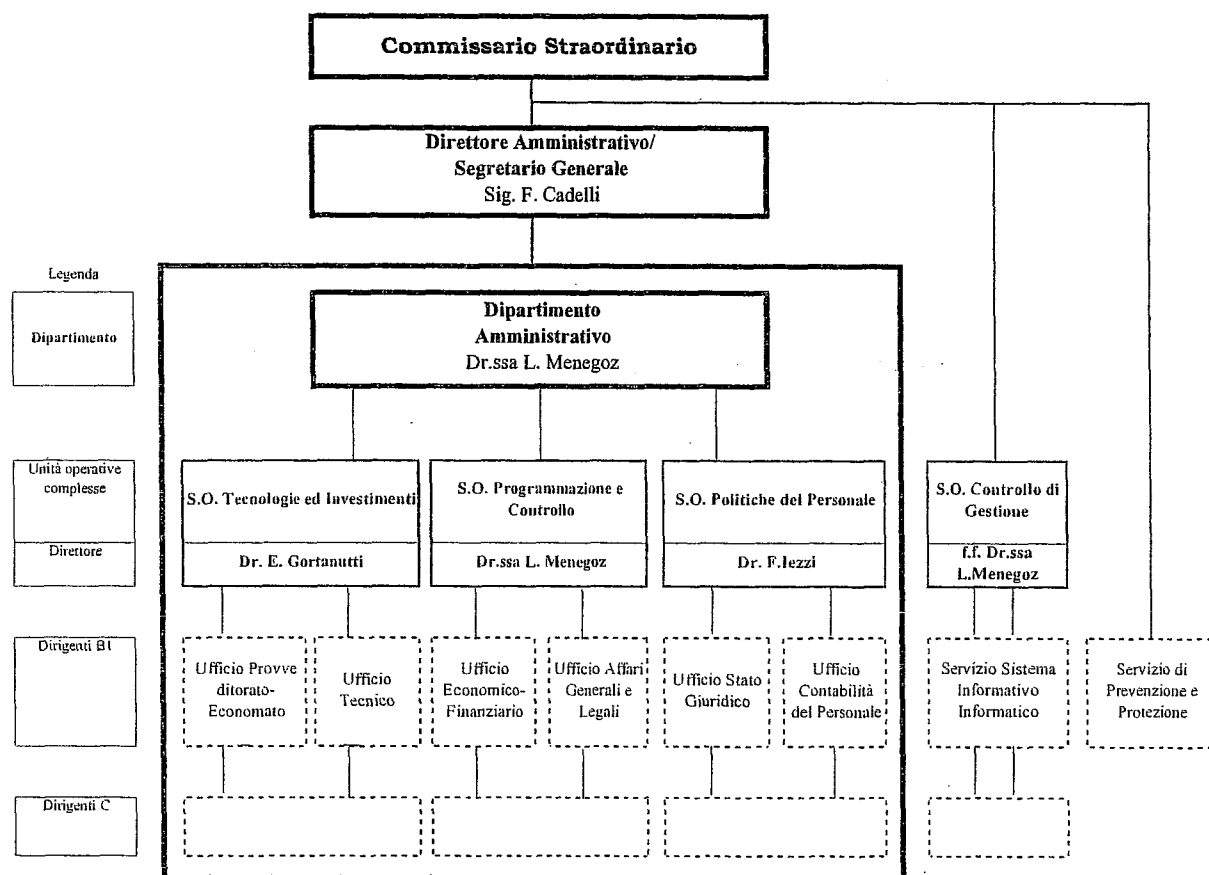 Commissario Straordinario
Direttore Amministrativo/
Segretario Generale
Sig. F. Cadelli
Legenda
Dipartimento
Dipartimento
Amministrativo
Dr.ssa L. Menegoz
Unità operative
complesse
Direttore
S.O. Tecnologie ed Investimenti
Dr. E. Gortanutti
S.O. Programmazione e
Controllo
Dr.ssa L. Menegoz
S.O. Politiche del Personale
Dr. F.Iezzi
S.O. Controllo di
Gestione
f.f. Dr.ssa
L.Menegoz
Dirigenti B1
Ufficio Provve
ditorato-
Economato
Ufficio
Tecnico
Ufficio
Economico-
Finanziario
Ufficio Affari
Generali e
Legali
Ufficio Stato
Giuridico
Ufficio
Contabilità
del Personale
Servizio Sistema
Informativo
Informatico
Servizio di
Prevenzione e
Protezione
Dirigenti C